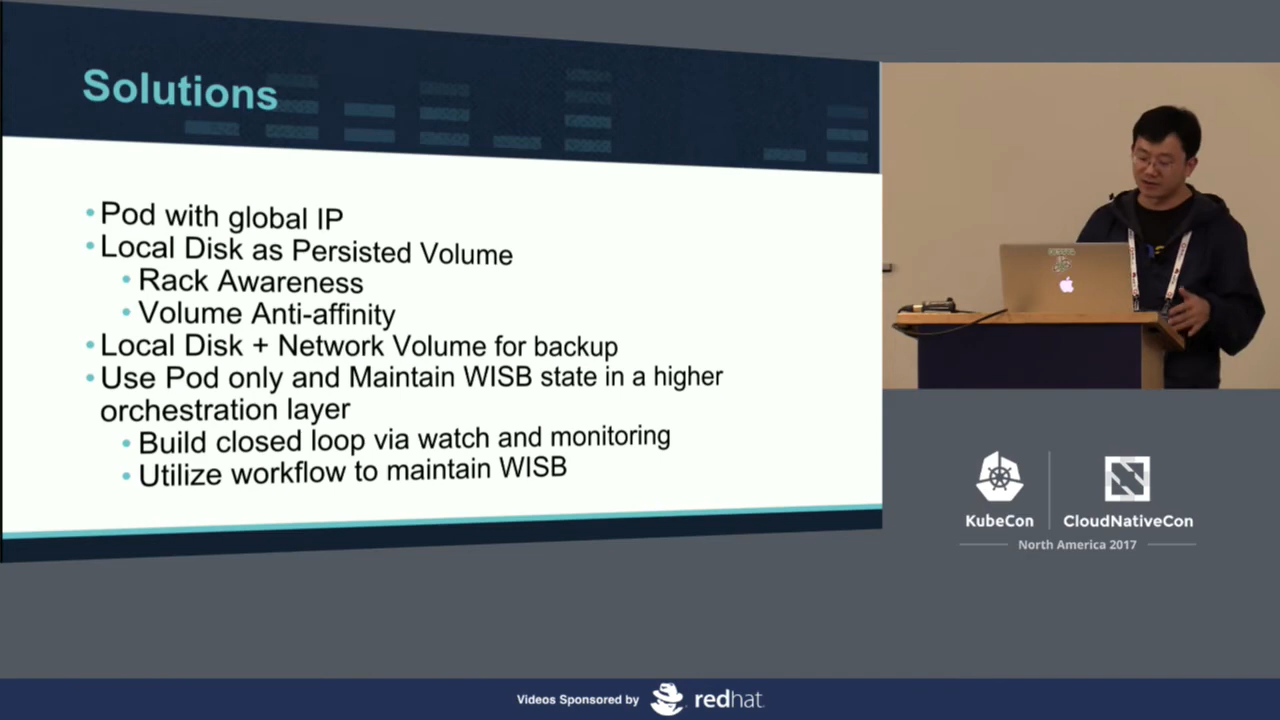 Solutions
• Pod with global IP
• Local Disk as Persisted Volume
• Rack Awareness
• Volume Anti-affinity
• Local Disk + Network Volume for backup
• Use Pod only and Maintain WISB state in a higher
orchestration layer
• Build closed loop via watch and monitoring
• Utilize workflow to maintain WISB
KubeCon
CloudNativeCon
North America 2017
Videos Sponsored by
redhat